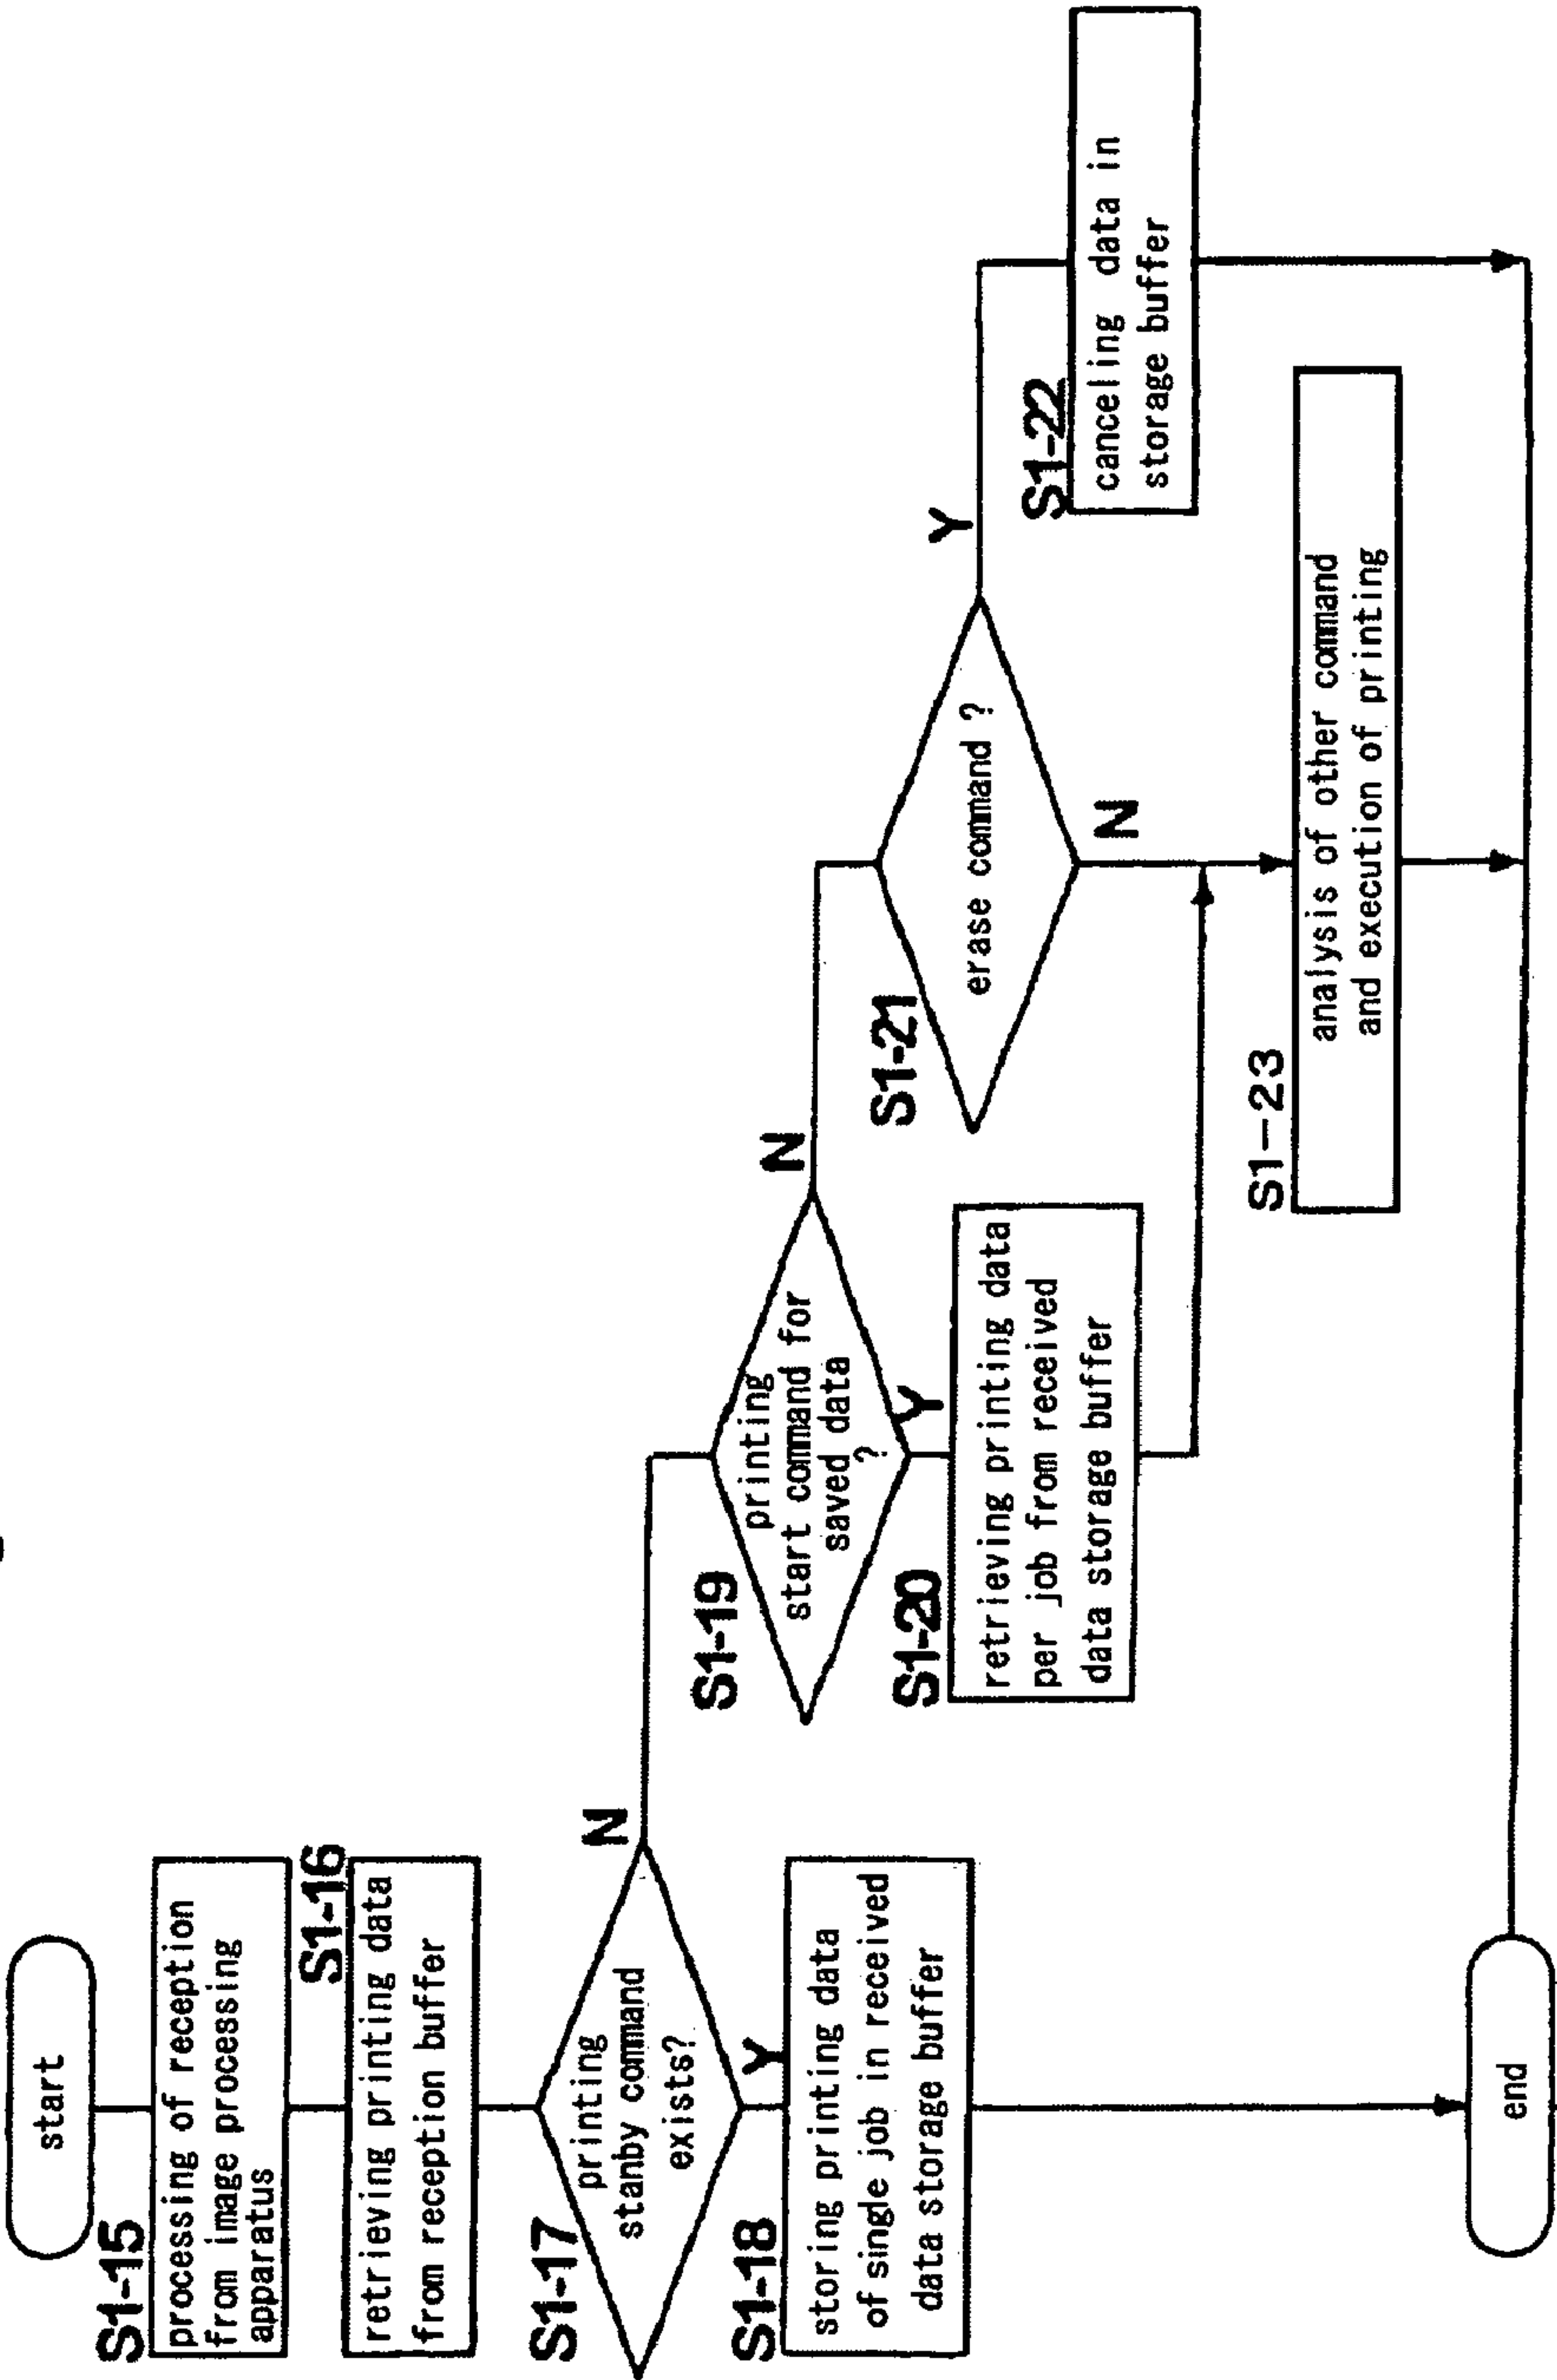 start
S1-15
processing of reception
from image processing
apparatus
S1-16
retrieving printing data
from reception buffer
S1-17
printing
stanby command
exists?
N
Y
S1-18
storing printing data
of single job in received
data storage buffer
S1-19
printing
start command for
saved data
?
N
Y
S1-20
retrieving printing data
per job from received
data storage buffer
S1-21
erase command ?
Y
N
S1-22
canceling data in
storage buffer
S1-23
analysis of other command
and execution of printing
end